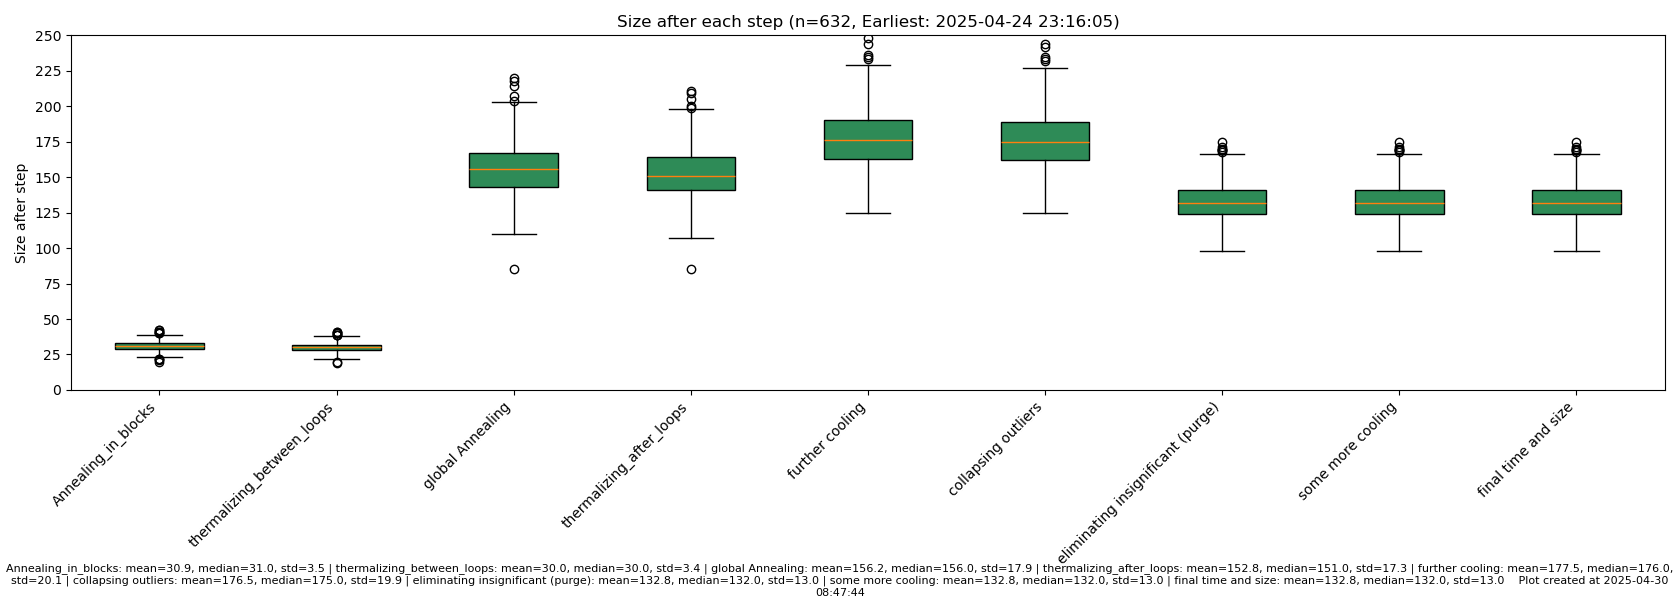 Size after each step (n=632, Earliest: 2025-04-24 23:16:05)
250
225
200
175
150
125
100
75
50
25
0
Size after step
Annealing_in_blocks
thermalizing_between_loops
global Annealing
thermalizing_after_loops
further cooling
collapsing outliers
eliminating insignificant (purge)
some more cooling
final time and size
Annealing_in_blocks: mean=30.9, median=31.0, std=3.5 | thermalizing_between_loops: mean=30.0, median=30.0, std=3.4 | global Annealing: mean=156.2, median=156.0, std=17.9 | thermalizing_after_loops: mean=152.8, median=151.0, std=17.3 | further cooling: mean=177.5, median=176.0,
std=20.1 | collapsing outliers: mean=176.5, median=175.0, std=19.9 | eliminating insignificant (purge): mean=132.8, median=132.0, std=13.0 | some more cooling: mean=132.8, median=132.0, std=13.0 | final time and size: mean=132.8, median=132.0, std=13.0    Plot created at 2025-04-30
08:47:44